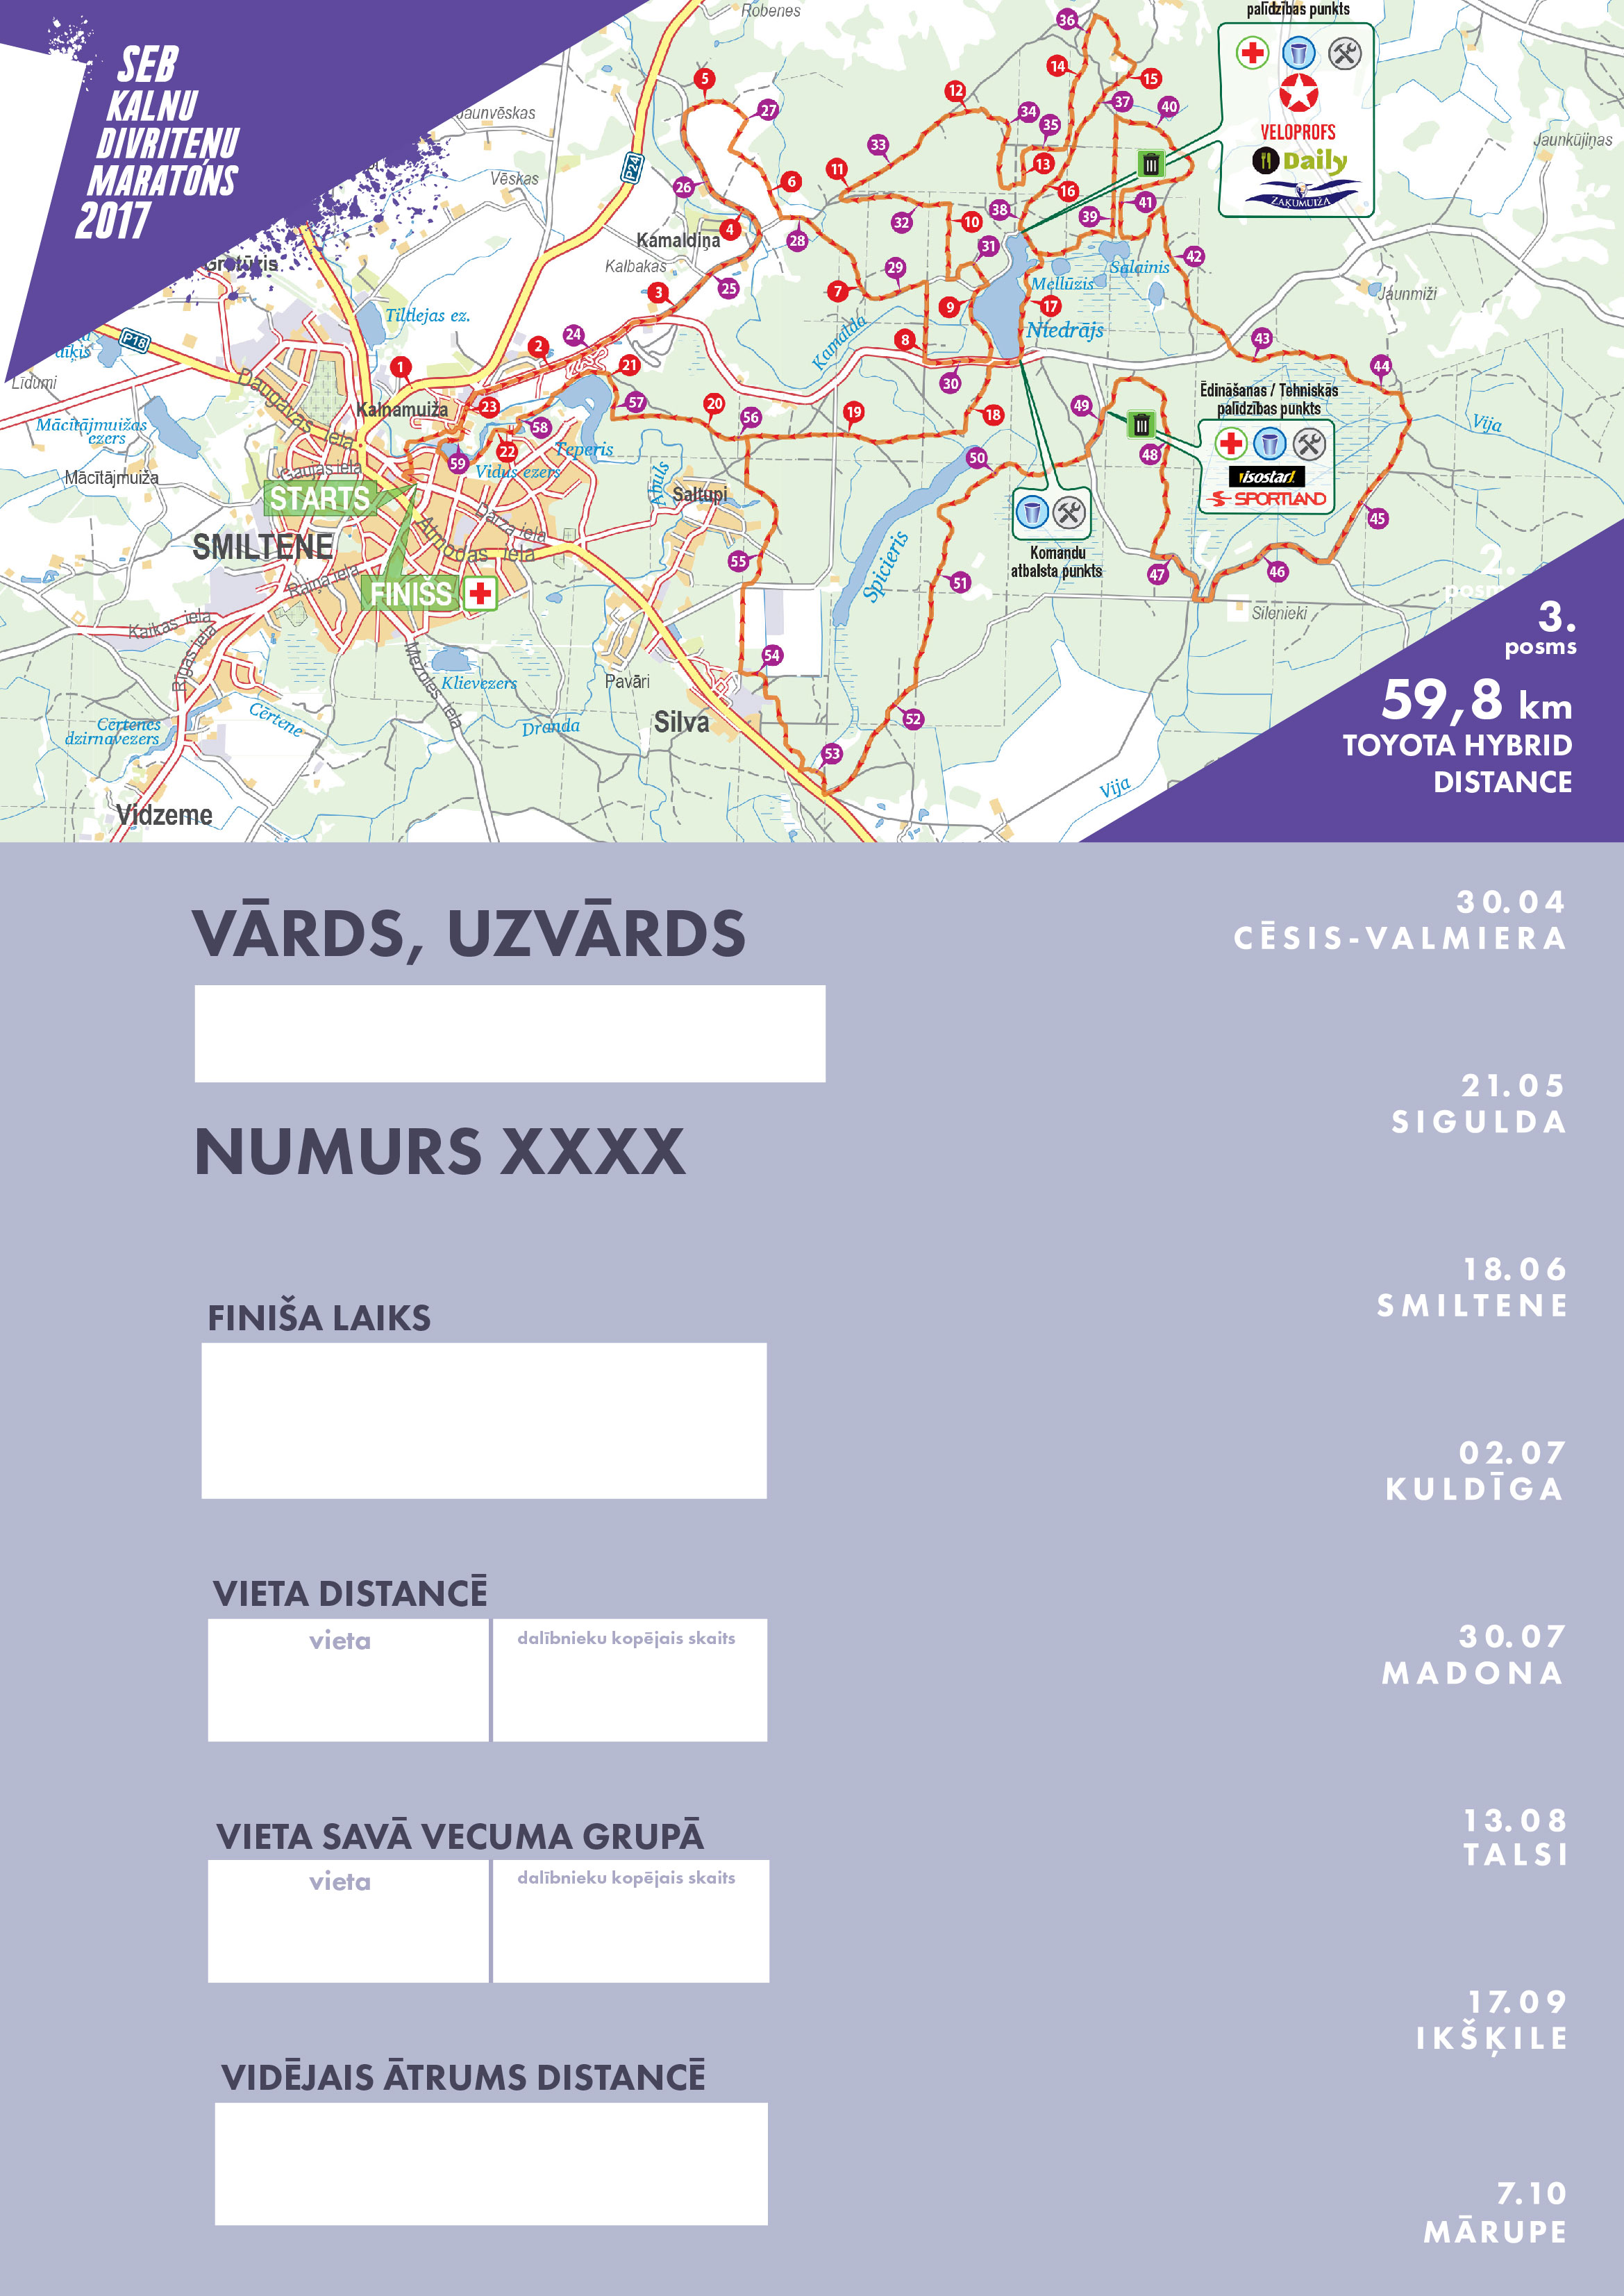 SEB
KALNU
DIVRITEŅU
MARATONS
2017
palīdzības punkts
VELOPROFS
Daily
ZAĶUMUIŽA
Robenes
Jaunvēskas
Vēskas
P24
Jaunkūjiņas
Kamaldiņa
Kalbakas
Tiltlejas ez.
P18
Līdumi
Mācītājmuižas
ezers
Mācītājmuiža
Kalnamuiža
Daugavas iela
STARTS
SMILTENE
FINIŠS
Atmodas iela
Raiņa iela
Kaikas iela
Rīgas iela
Mežoles iela
Vidus ezers
Teperis
Abuls
Saltupi
Kamalda
Mellūzis
Salainis
Niedrājs
Jaunmiži
Vija
Spicieris
Ēdināšanas / Tehniskās
palīdzības punkts
isostar
SPORTLAND
Komandu
atbalsta punkts
Silenieki
Klievezers
Cērtenes
dzirnavezers
Cērtene
Dranda
Pavāri
Silva
Vidzeme
Vija
1
2
3
4
5
6
7
8
9
10
11
12
13
14
15
16
17
18
19
20
21
22
23
24
25
26
27
28
29
30
31
32
33
34
35
33
36
37
38
39
40
41
42
43
44
45
46
47
48
49
50
51
52
53
54
55
56
57
58
59
2.
3.
posms
59,8 km
TOYOTA HYBRID
DISTANCE
VĀRDS, UZVĀRDS
NUMURS XXXX
FINIŠA LAIKS
VIETA DISTANCĒ
vieta
dalībnieku kopējais skaits
VIETA SAVĀ VECUMA GRUPĀ
vieta
dalībnieku kopējais skaits
VIDĒJAIS ĀTRUMS DISTANCĒ
30.04
CĒSIS-VALMIERA
21.05
SIGULDA
18.06
SMILTENE
02.07
KULDĪGA
30.07
MADONA
13.08
TALSI
17.09
IKŠĶILE
7.10
MĀRUPE